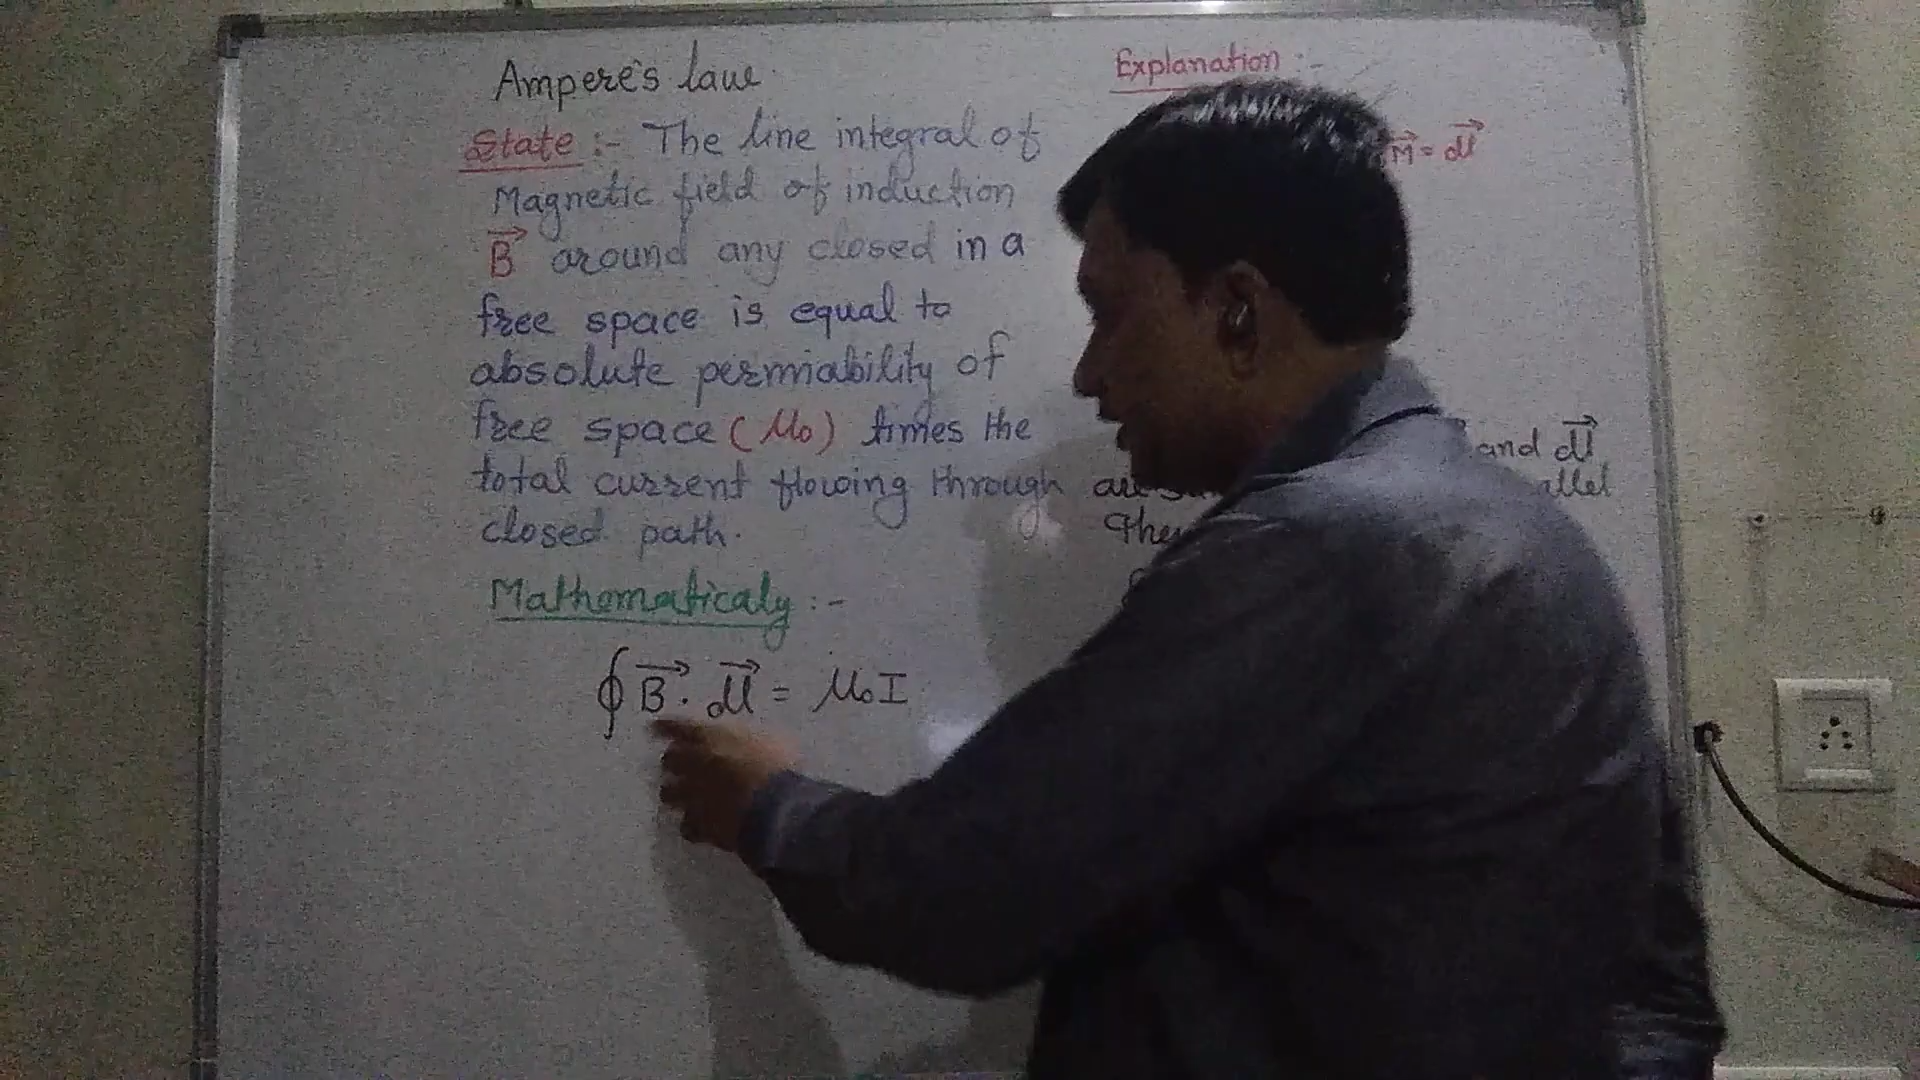 Ampere's law
State :- The line integral of
Magnetic field of induction
B⃗ around any closed in a
free space is equal to
absolute permiability of
free space (μ₀) times the
total current flowing through
closed path.
Mathematicaly :-
∮ B⃗ . dl⃗ = μ₀I
Explanation :-
M⃗ = dl⃗
and dl⃗